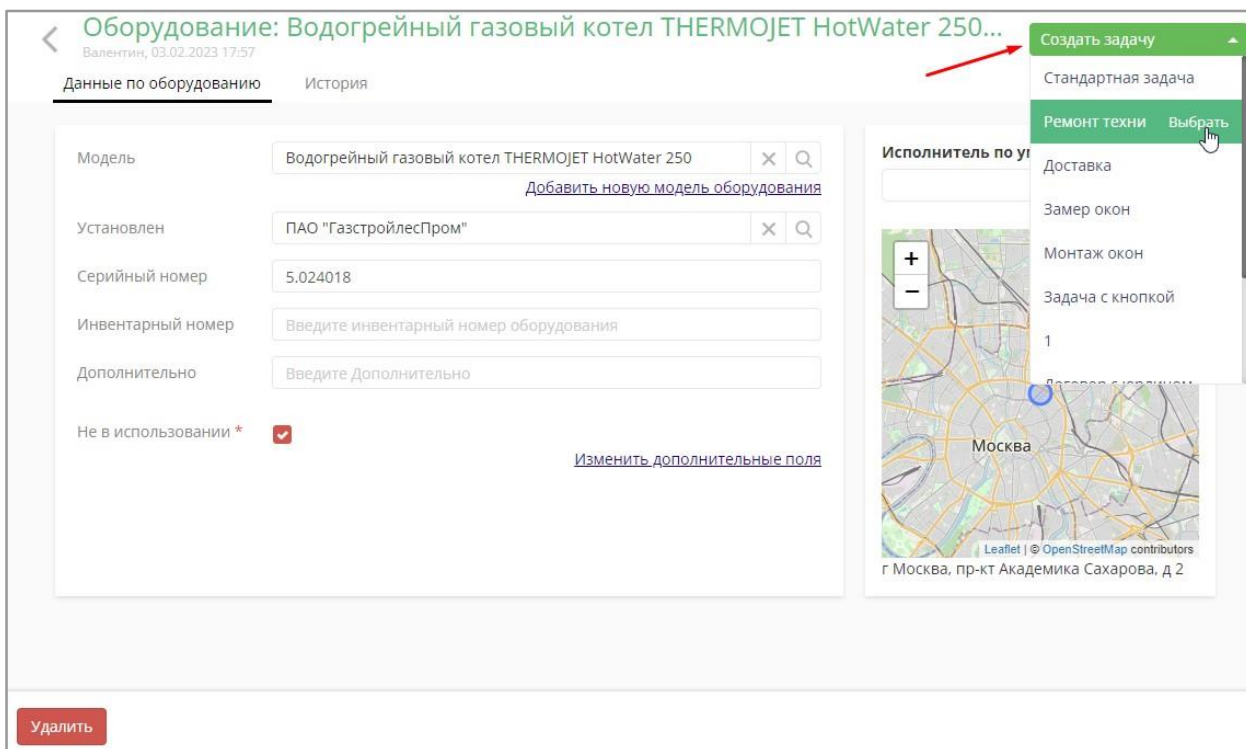 Оборудование: Водогрейный газовый котел THERMOJET HotWater 250...
Валентин, 03.02.2023 17:57
Создать задачу
Данные по оборудованию
История
Стандартная задача
Ремонт техни Выбрать
Доставка
Замер окон
Монтаж окон
Задача с кнопкой
1
Договор с юрлицом
Модель
Водогрейный газовый котел THERMOJET HotWater 250
Добавить новую модель оборудования
Установлен
ПАО "ГазстройлесПром"
Серийный номер
5.024018
Инвентарный номер
Введите инвентарный номер оборудования
Дополнительно
Введите Дополнительно
Не в использовании *
Изменить дополнительные поля
Исполнитель по у
+
−
Москва
Leaflet | © OpenStreetMap contributors
г Москва, пр-кт Академика Сахарова, д 2
Удалить